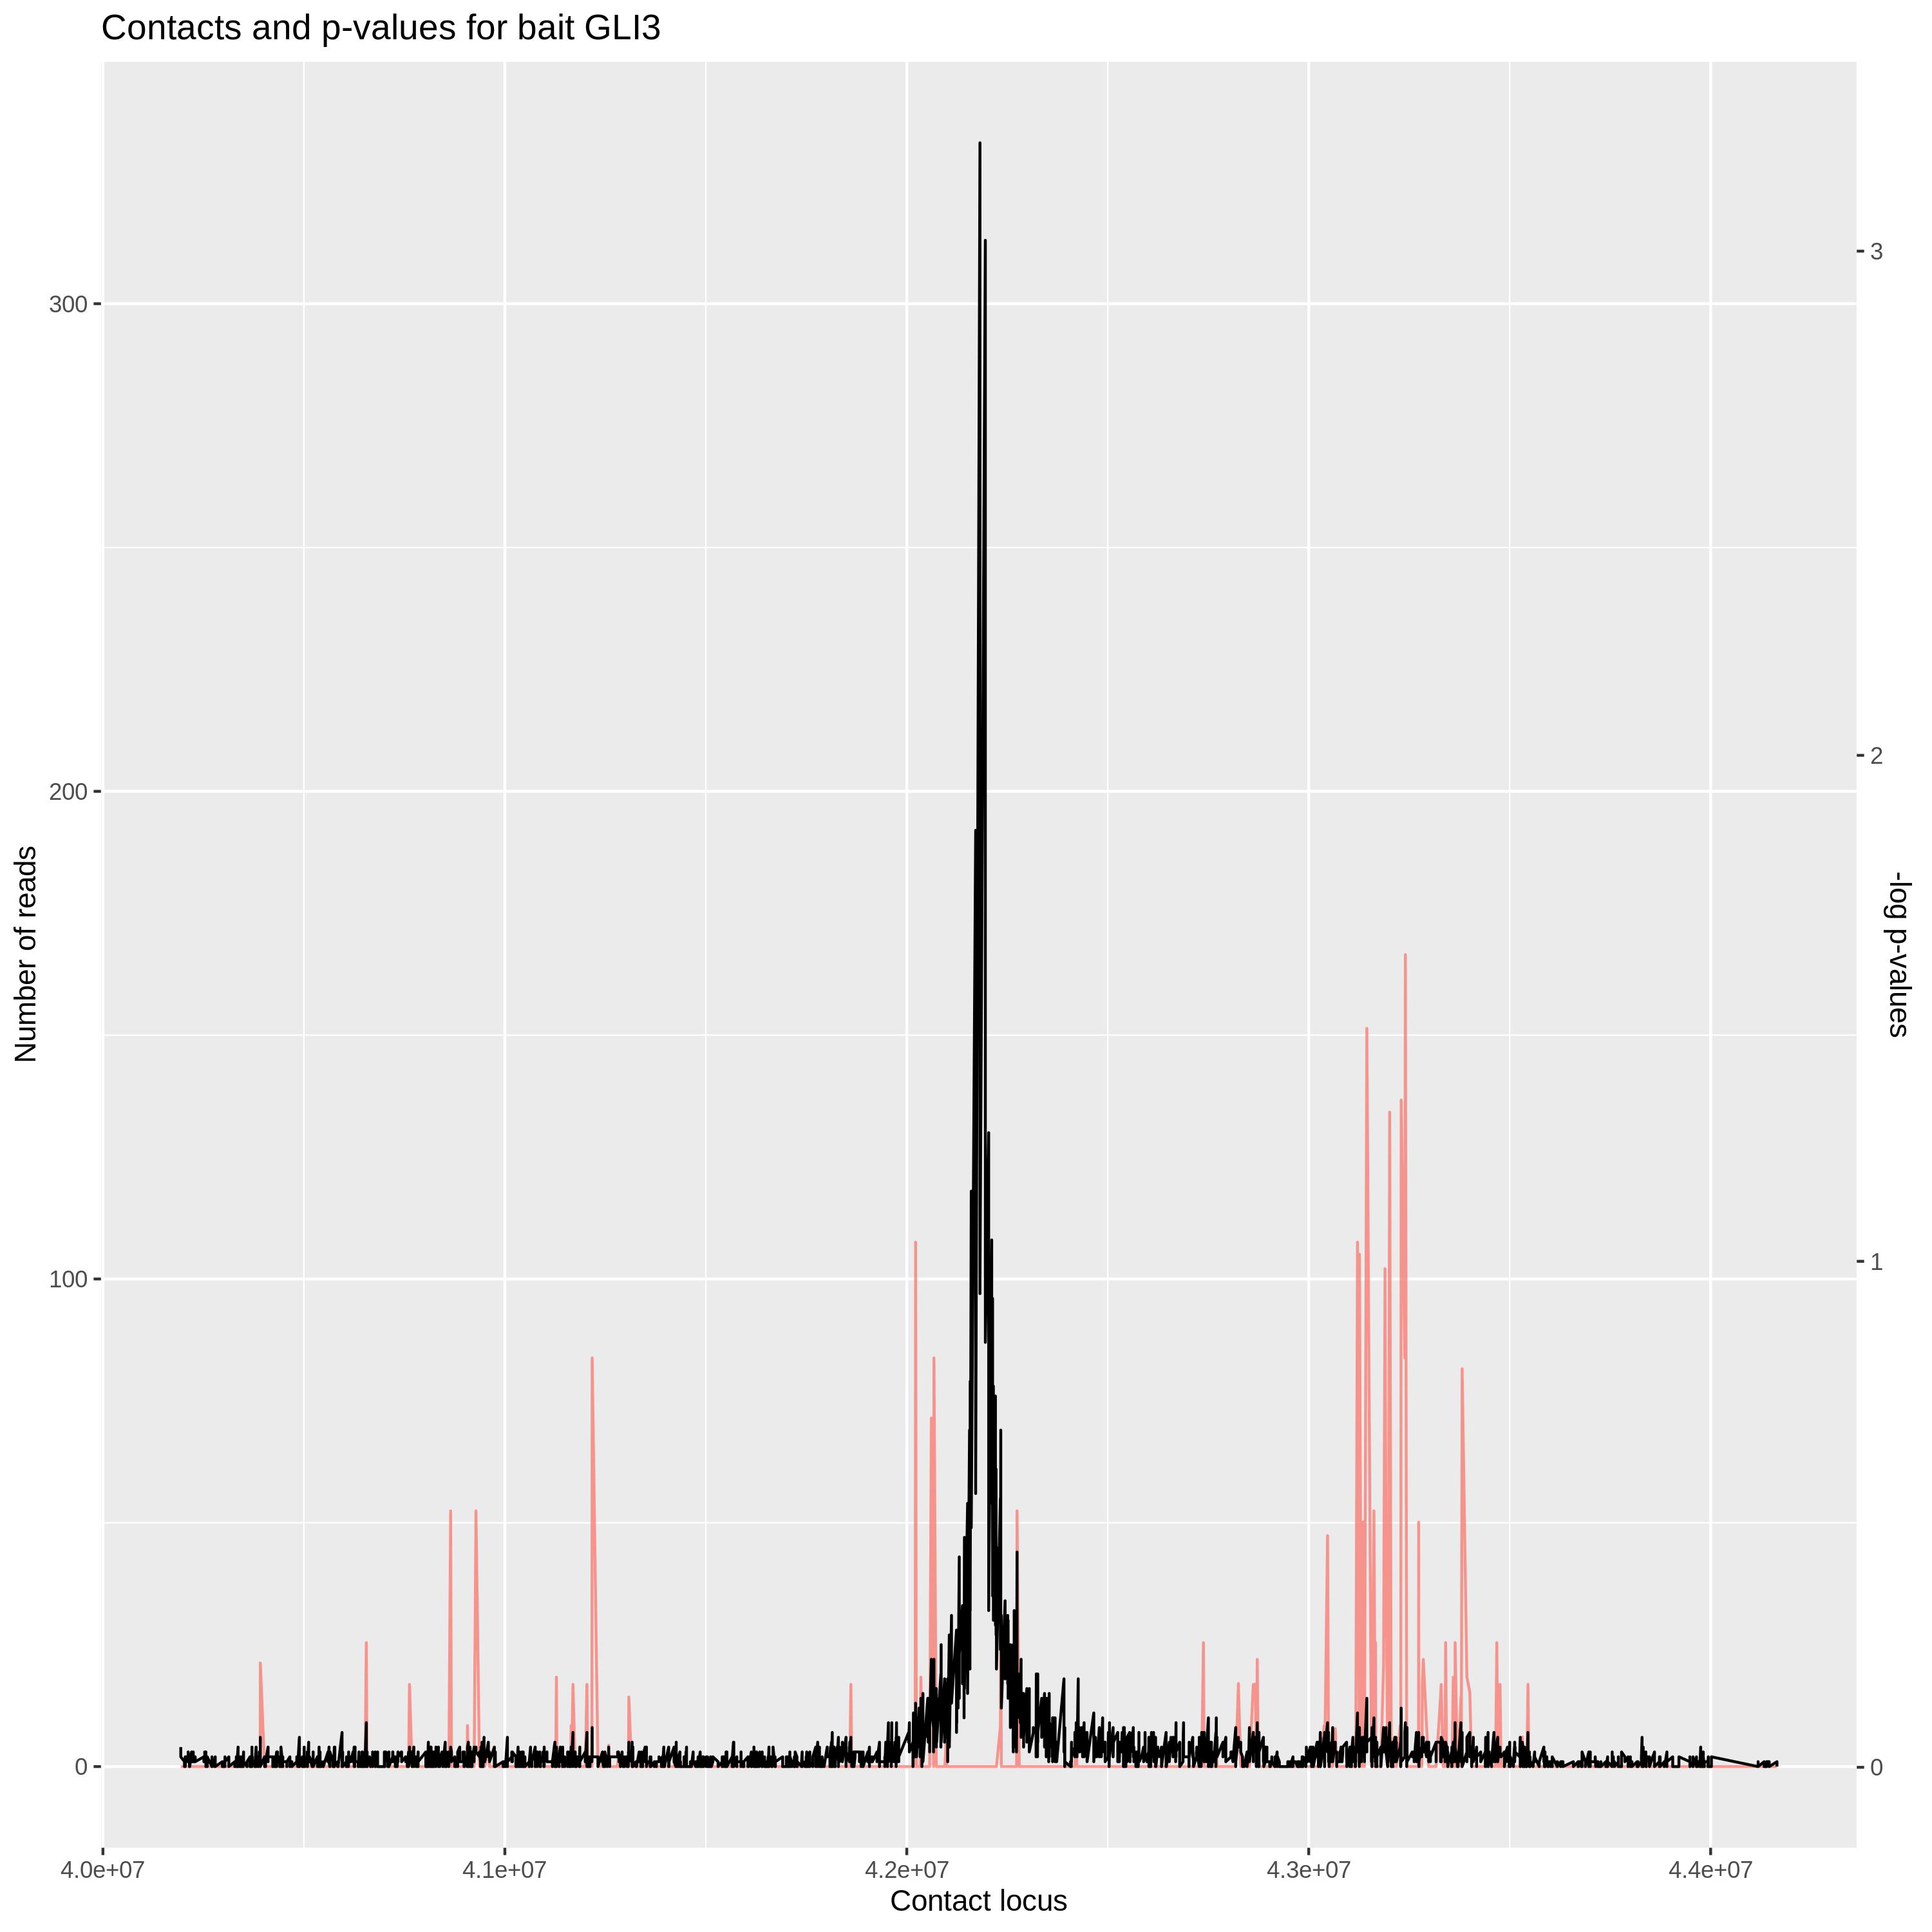 Contacts and p-values for bait GLI3
300
200
100
0
Number of reads
3
2
1
0
-log p-values
4.0e+07 4.1e+07 4.2e+07 4.3e+07 4.4e+07
Contact locus